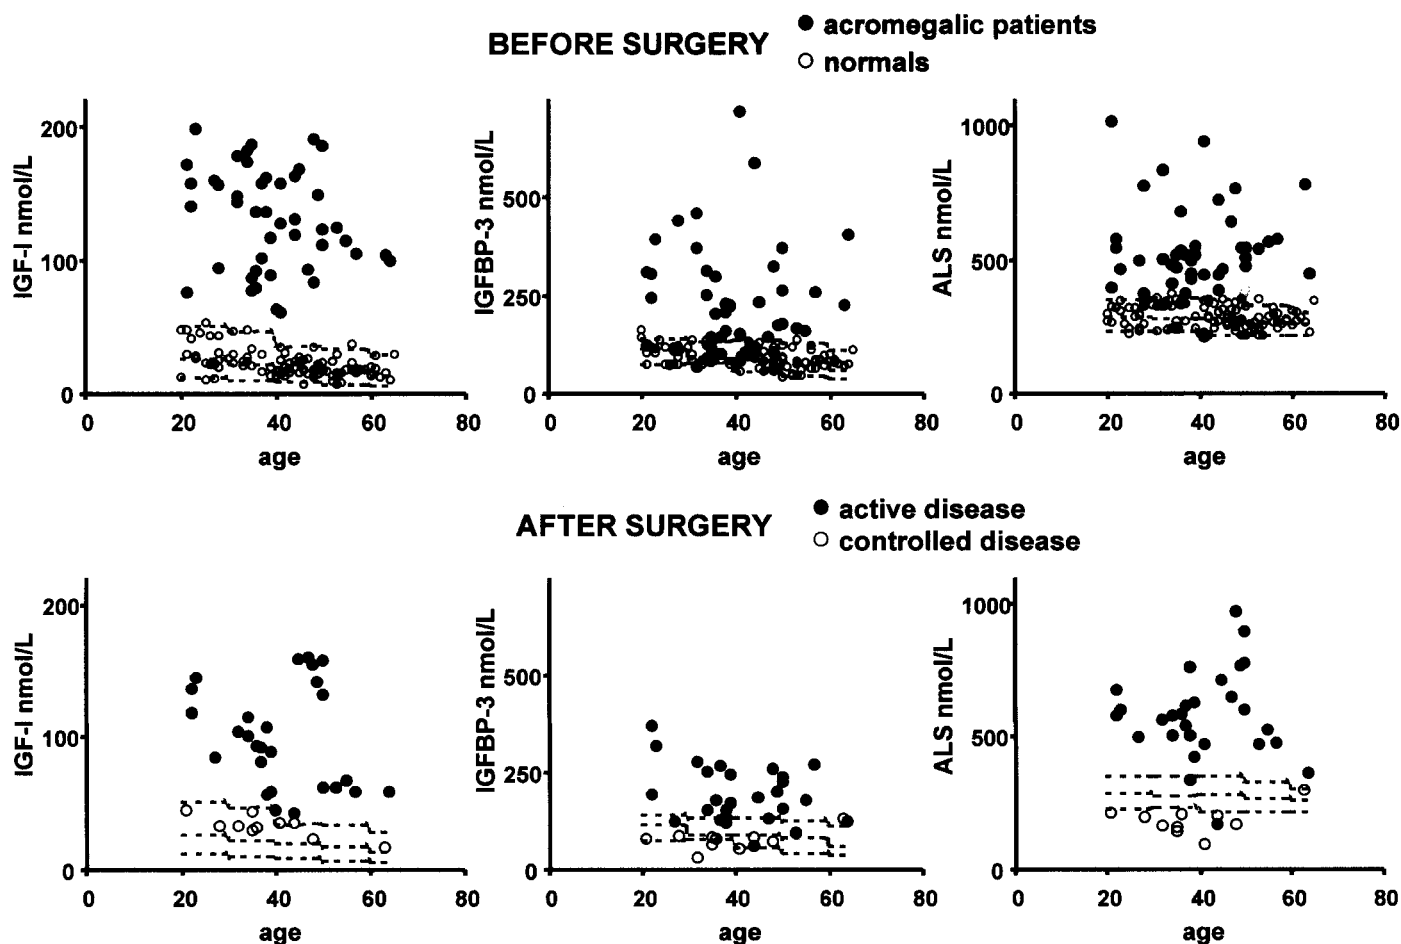 BEFORE SURGERY
● acromegalic patients
○ normals
IGF-I nmol/L
200
100
0
0 20 40 60 80
age
IGFBP-3 nmol/L
500
250
0
0 20 40 60 80
age
ALS nmol/L
1000
500
0
0 20 40 60 80
age
AFTER SURGERY
● active disease
○ controlled disease
IGF-I nmol/L
200
100
0
0 20 40 60 80
age
IGFBP-3 nmol/L
500
250
0
0 20 40 60 80
age
ALS nmol/L
1000
500
0
0 20 40 60 80
age